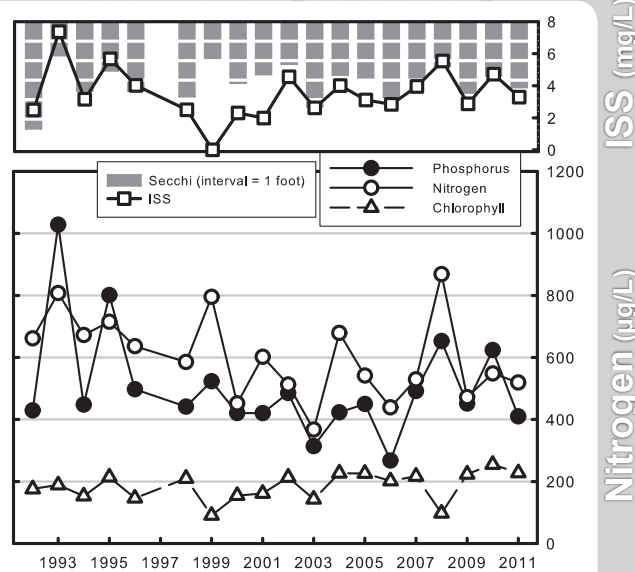 8
6
4
2
0
ISS (mg/L)
Secchi (interval = 1 foot)
ISS
Phosphorus
Nitrogen
Chlorophyll
1200
1000
800
600
400
200
0
Nitrogen (µg/L)
1993 1995 1997 1999 2001 2003 2005 2007 2009 2011